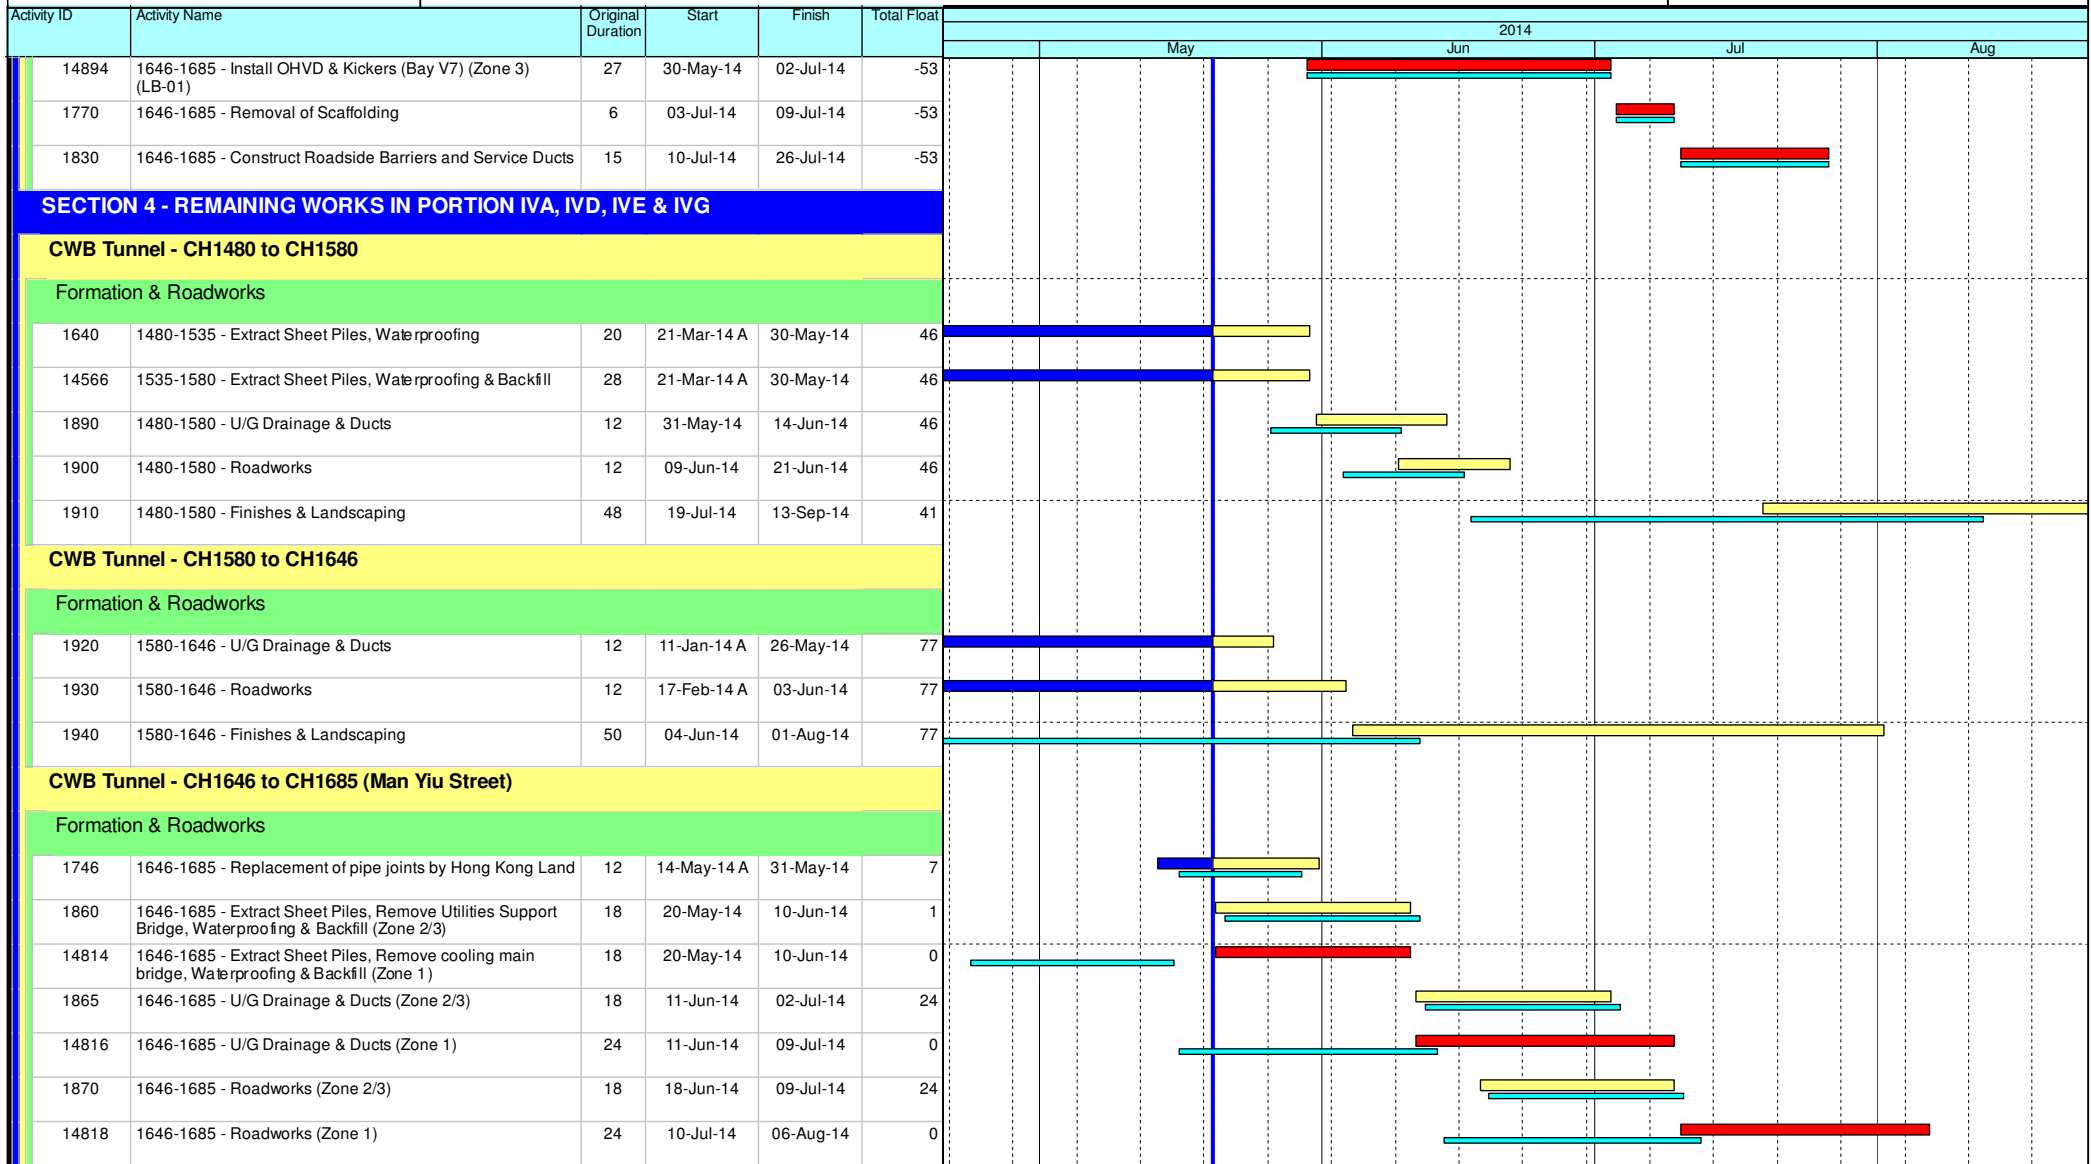 Activity ID Activity Name Original Start Finish Total Float
Duration
2014
May Jun Jul Aug
14894 1646-1685 - Install OHVD & Kickers (Bay V7) (Zone 3) 27 30-May-14 02-Jul-14 -53
(LB-01)
1770 1646-1685 - Removal of Scaffolding 6 03-Jul-14 09-Jul-14 -53
1830 1646-1685 - Construct Roadside Barriers and Service Ducts 15 10-Jul-14 26-Jul-14 -53
SECTION 4 - REMAINING WORKS IN PORTION IVA, IVD, IVE & IVG
CWB Tunnel - CH1480 to CH1580
Formation & Roadworks
1640 1480-1535 - Extract Sheet Piles, Waterproofing 20 21-Mar-14 A 30-May-14 46
14566 1535-1580 - Extract Sheet Piles, Waterproofing & Backfill 28 21-Mar-14 A 30-May-14 46
1890 1480-1580 - U/G Drainage & Ducts 12 31-May-14 14-Jun-14 46
1900 1480-1580 - Roadworks 12 09-Jun-14 21-Jun-14 46
1910 1480-1580 - Finishes & Landscaping 48 19-Jul-14 13-Sep-14 41
CWB Tunnel - CH1580 to CH1646
Formation & Roadworks
1920 1580-1646 - U/G Drainage & Ducts 12 11-Jan-14 A 26-May-14 77
1930 1580-1646 - Roadworks 12 17-Feb-14 A 03-Jun-14 77
1940 1580-1646 - Finishes & Landscaping 50 04-Jun-14 01-Aug-14 77
CWB Tunnel - CH1646 to CH1685 (Man Yiu Street)
Formation & Roadworks
1746 1646-1685 - Replacement of pipe joints by Hong Kong Land 12 14-May-14 A 31-May-14 7
1860 1646-1685 - Extract Sheet Piles, Remove Utilities Support 18 20-May-14 10-Jun-14 1
Bridge, Waterproofing & Backfill (Zone 2/3)
14814 1646-1685 - Extract Sheet Piles, Remove cooling main 18 20-May-14 10-Jun-14 0
bridge, Waterproofing & Backfill (Zone 1)
1865 1646-1685 - U/G Drainage & Ducts (Zone 2/3) 18 11-Jun-14 02-Jul-14 24
14816 1646-1685 - U/G Drainage & Ducts (Zone 1) 24 11-Jun-14 09-Jul-14 0
1870 1646-1685 - Roadworks (Zone 2/3) 18 18-Jun-14 09-Jul-14 24
14818 1646-1685 - Roadworks (Zone 1) 24 10-Jul-14 06-Aug-14 0